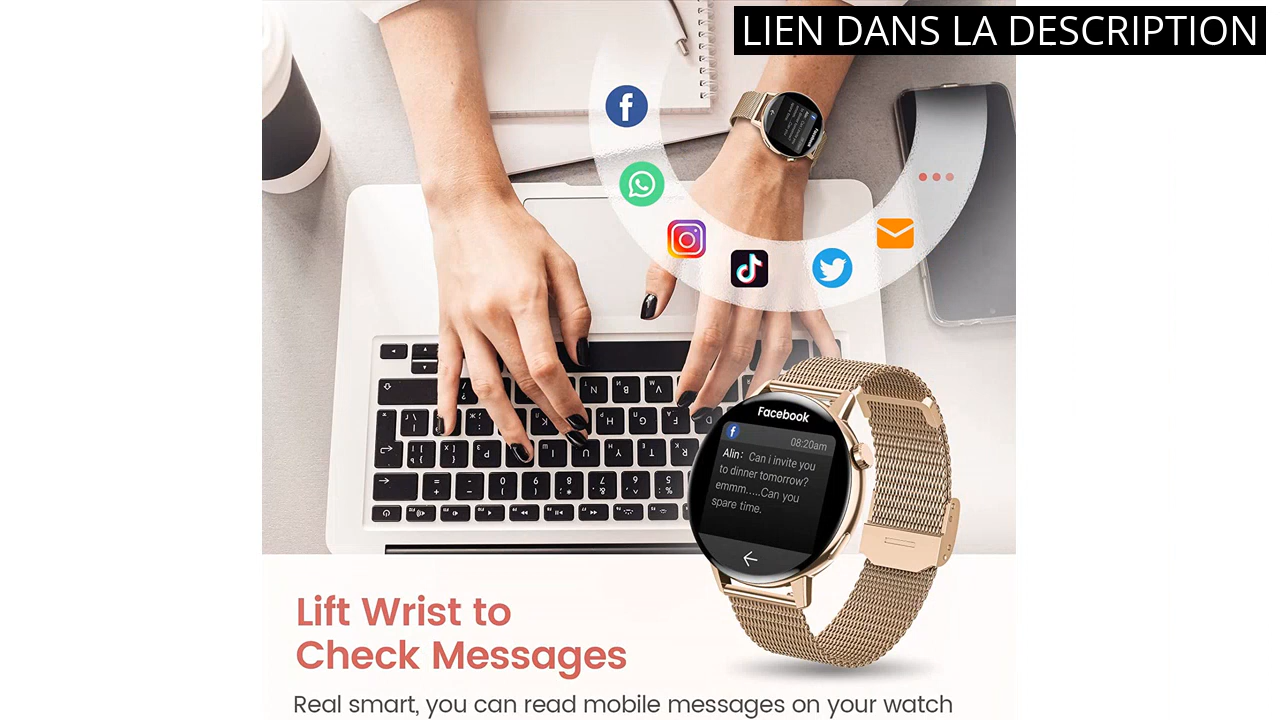 LIEN DANS LA DESCRIPTION
Facebook
08:20am
Alin: Can i invite you
to dinner tomorrow?
emmm.....Can you
spare time.
Lift Wrist to
Check Messages
Real smart, you can read mobile messages on your watch